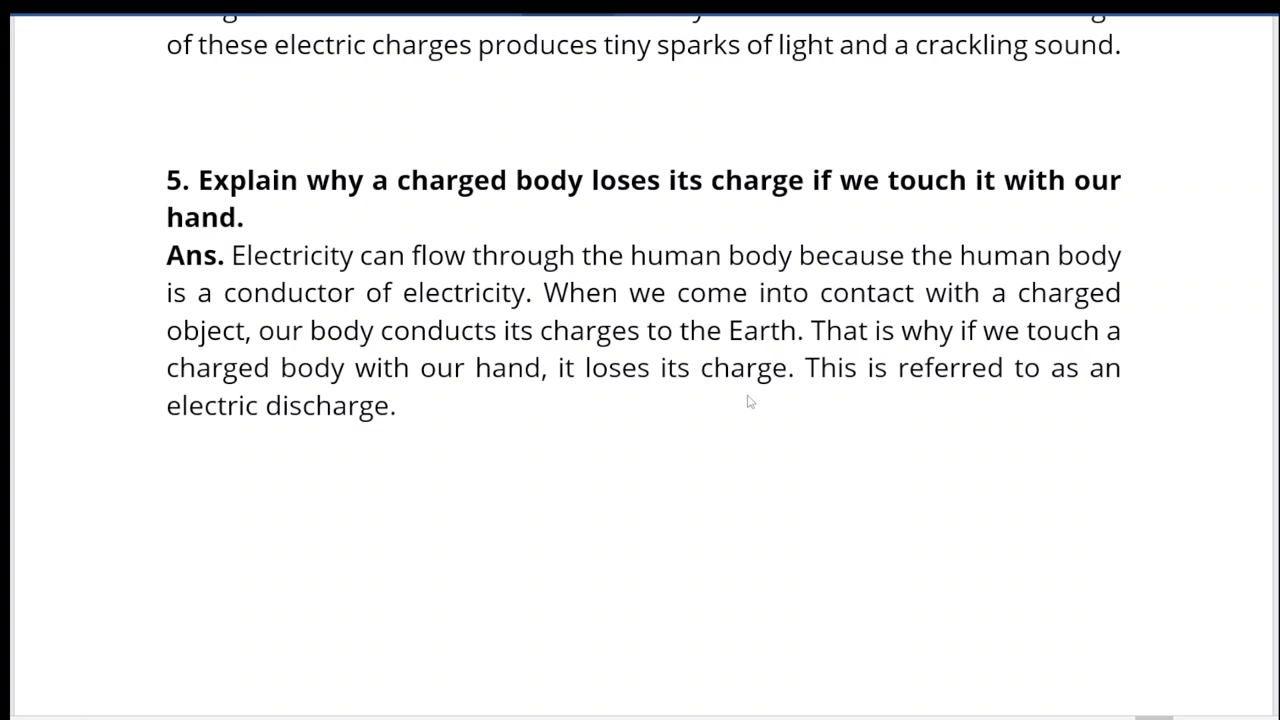 of these electric charges produces tiny sparks of light and a crackling sound.
5. Explain why a charged body loses its charge if we touch it with our
hand.
Ans. Electricity can flow through the human body because the human body
is a conductor of electricity. When we come into contact with a charged
object, our body conducts its charges to the Earth. That is why if we touch a
charged body with our hand, it loses its charge. This is referred to as an
electric discharge.